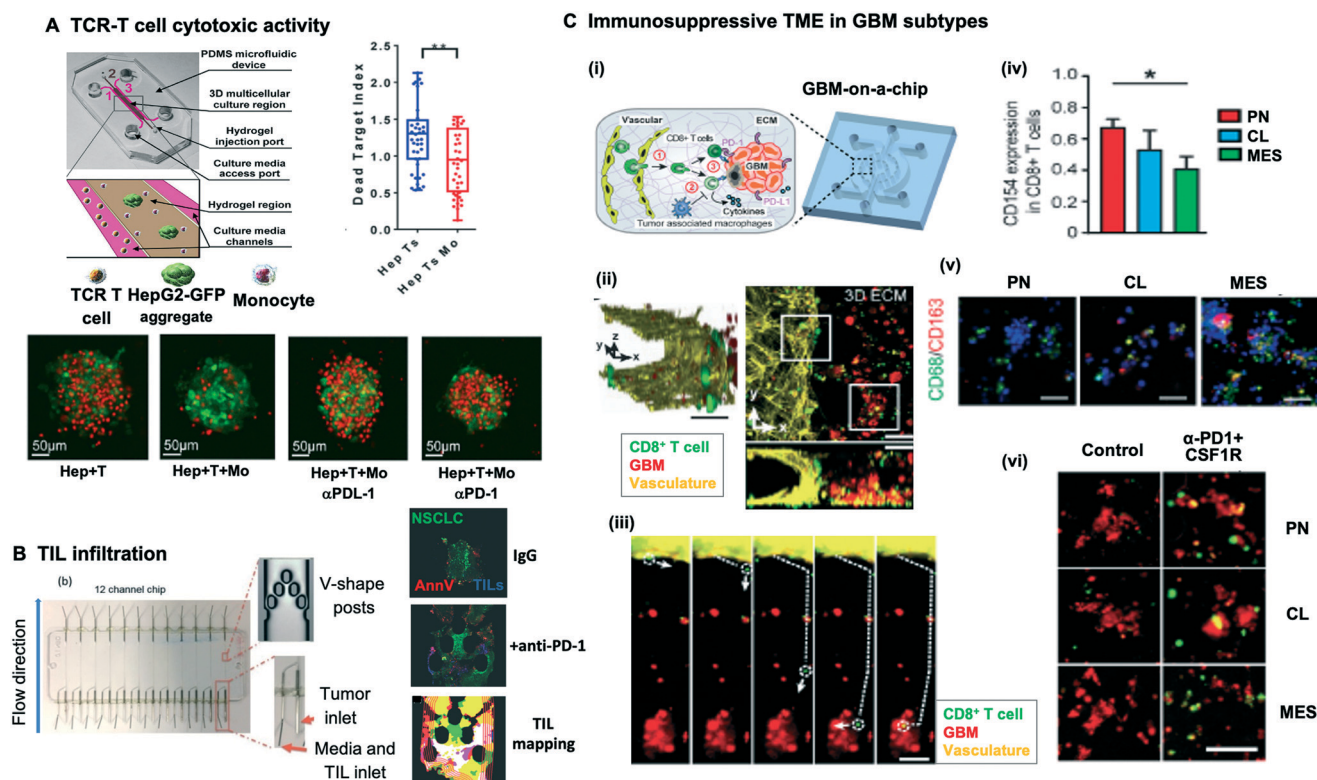 A TCR-T cell cytotoxic activity
PDMS microfluidic
device
3D multicellular
culture region
Hydrogel
injection port
Culture media
access port
Hydrogel region
Culture media
channels
1
2
3
TCR T
cell
HepG2-GFP
aggregate
Monocyte
Dead Target Index
2.5
2.0
1.5
1.0
0.5
0.0
**
Hep Ts
Hep Ts Mo
50μm
50μm
50μm
50μm
Hep+T
Hep+T+Mo
Hep+T+Mo
αPDL-1
Hep+T+Mo
αPD-1
B TIL infiltration
(b)
12 channel chip
Flow direction
V-shape
posts
Tumor
inlet
Media and
TIL inlet
NSCLC
AnnV
TILs
IgG
+anti-PD-1
TIL
mapping
C Immunosuppressive TME in GBM subtypes
(i)
GBM-on-a-chip
Vascular
ECM
CD8+ T cells
PD-1
1
2
3
GBM
PD-L1
Cytokines
Tumor associated macrophages
(ii)
z
y
x
3D ECM
y
x
CD8+ T cell
GBM
Vasculature
(iii)
CD8+ T cell
GBM
Vasculature
(iv)
CD154 expression
in CD8+ T cells
1.0
0.8
0.6
0.4
0.2
0
*
PN
CL
MES
(v)
PN
CL
MES
CD68/CD163
(vi)
Control
α-PD1+
CSF1R
PN
CL
MES